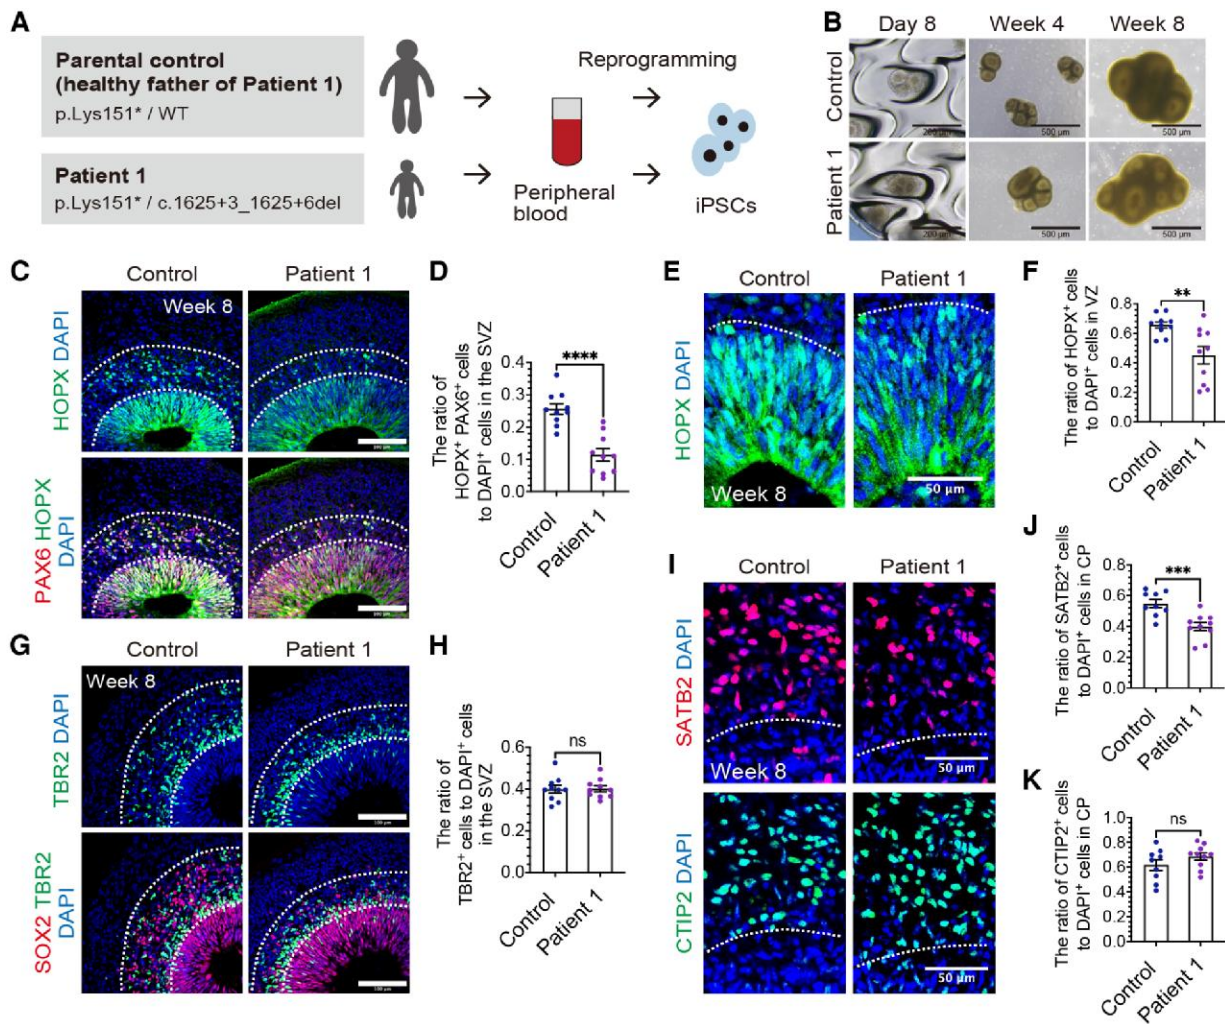 A
Parental control
(healthy father of Patient 1)
p.Lys151* / WT
Patient 1
p.Lys151* / c.1625+3_1625+6del
Reprogramming
Peripheral
blood
iPSCs
B
Day 8
Week 4
Week 8
Control
Patient 1
200 μm
500 μm
500 μm
200 μm
500 μm
500 μm
C
Control
Patient 1
Week 8
HOPX DAPI
PAX6 HOPX
DAPI
D
The ratio of
HOPX⁺ PAX6⁺ cells
to DAPI⁺ cells in the SVZ
0.4
0.3
0.2
0.1
0.0
****
Control
Patient 1
E
Control
Patient 1
HOPX DAPI
Week 8
50 μm
F
The ratio of HOPX⁺ cells
to DAPI⁺ cells in VZ
0.8
0.6
0.4
0.2
0.0
**
Control
Patient 1
G
Control
Patient 1
Week 8
TBR2 DAPI
SOX2 TBR2
DAPI
H
The ratio of
TBR2⁺ cells to DAPI⁺ cells
in the SVZ
0.6
0.4
0.2
0.0
ns
Control
Patient 1
I
Control
Patient 1
SATB2 DAPI
Week 8
50 μm
CTIP2 DAPI
50 μm
J
The ratio of SATB2⁺ cells
to DAPI⁺ cells in CP
0.8
0.6
0.4
0.2
0.0
***
Control
Patient 1
K
The ratio of CTIP2⁺ cells
to DAPI⁺ cells in CP
1.0
0.8
0.6
0.4
0.2
0.0
ns
Control
Patient 1